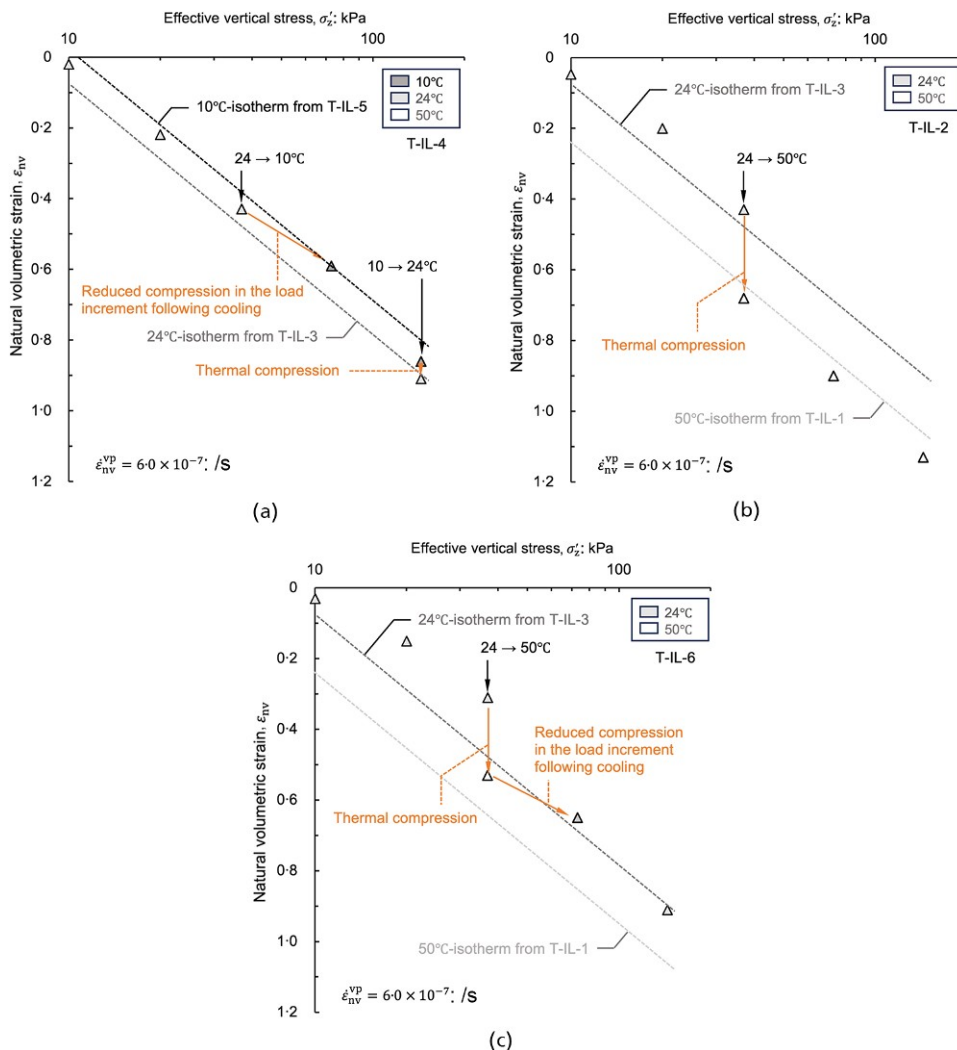 Effective vertical stress, σ′z: kPa
10 100
0
0·2
0·4
0·6
0·8
1·0
1·2
Natural volumetric strain, εnv
10℃
24℃
50℃
T-IL-4
10℃-isotherm from T-IL-5
24 → 10℃
10 → 24℃
Reduced compression in the load
increment following cooling
24℃-isotherm from T-IL-3
Thermal compression
ε̇nv^vp = 6·0 × 10⁻⁷: /s
(a)
Effective vertical stress, σ′z: kPa
10 100
0
0·2
0·4
0·6
0·8
1·0
1·2
Natural volumetric strain, εnv
24℃
50℃
T-IL-2
24℃-isotherm from T-IL-3
24 → 50℃
Thermal compression
50℃-isotherm from T-IL-1
ε̇nv^vp = 6·0 × 10⁻⁷: /s
(b)
Effective vertical stress, σ′z: kPa
10 100
0
0·2
0·4
0·6
0·8
1·0
1·2
Natural volumetric strain, εnv
24℃
50℃
T-IL-6
24℃-isotherm from T-IL-3
24 → 50℃
Reduced compression
in the load increment
following cooling
Thermal compression
50℃-isotherm from T-IL-1
ε̇nv^vp = 6·0 × 10⁻⁷: /s
(c)